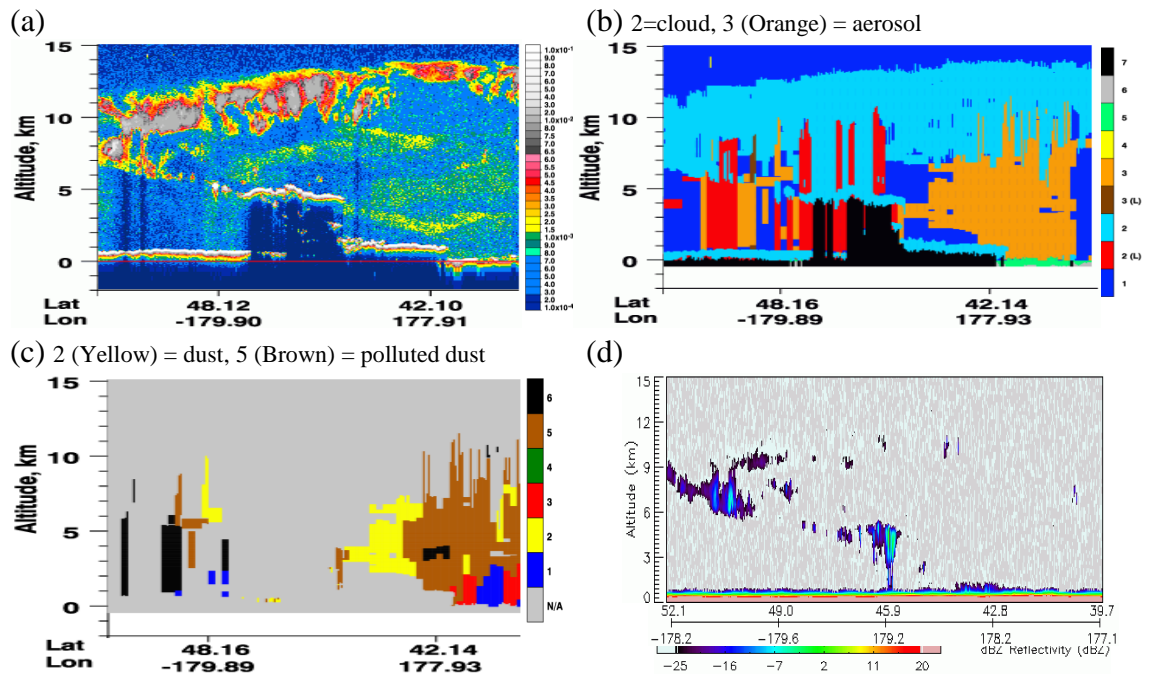 (a)
15
10
5
0
Altitude, km
Lat
Lon
48.12
-179.90
42.10
177.91
1.0x10⁻¹
9.0
8.0
7.0
6.0
5.0
4.0
3.0
2.0
1.0x10⁻²
8.0
7.5
7.0
6.5
6.0
5.5
5.0
4.5
4.0
3.5
3.0
2.5
2.0
1.5
1.0x10⁻³
9.0
8.0
7.0
6.0
5.0
4.0
3.0
2.0
1.0x10⁻⁴
(b) 2=cloud, 3 (Orange) = aerosol
15
10
5
0
Altitude, km
Lat
Lon
48.16
-179.89
42.14
177.93
7
6
5
4
3
3 (L)
2
2 (L)
1
(c) 2 (Yellow) = dust, 5 (Brown) = polluted dust
15
10
5
0
Altitude, km
Lat
Lon
48.16
-179.89
42.14
177.93
6
5
4
3
2
1
N/A
(d)
15
12
9
6
3
0
Altitude (km)
52.1 49.0 45.9 42.8 39.7
-178.2 -179.6 179.2 178.2 177.1
dBZ Reflectivity (dBZ)
-25 -16 -7 2 11 20